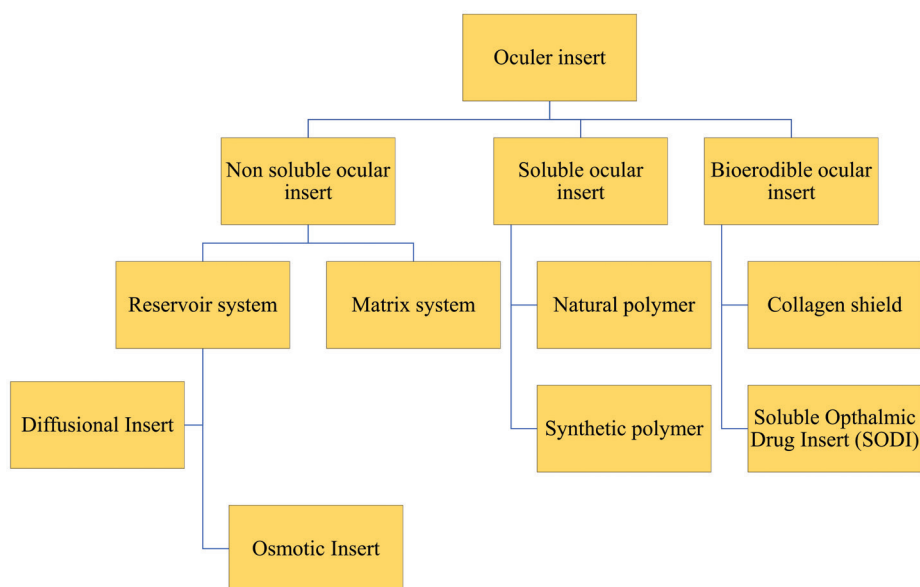 Oculer insert
Non soluble ocular
insert
Soluble ocular
insert
Bioerodible ocular
insert
Reservoir system
Matrix system
Natural polymer
Collagen shield
Diffusional Insert
Synthetic polymer
Soluble Opthalmic
Drug Insert (SODI)
Osmotic Insert